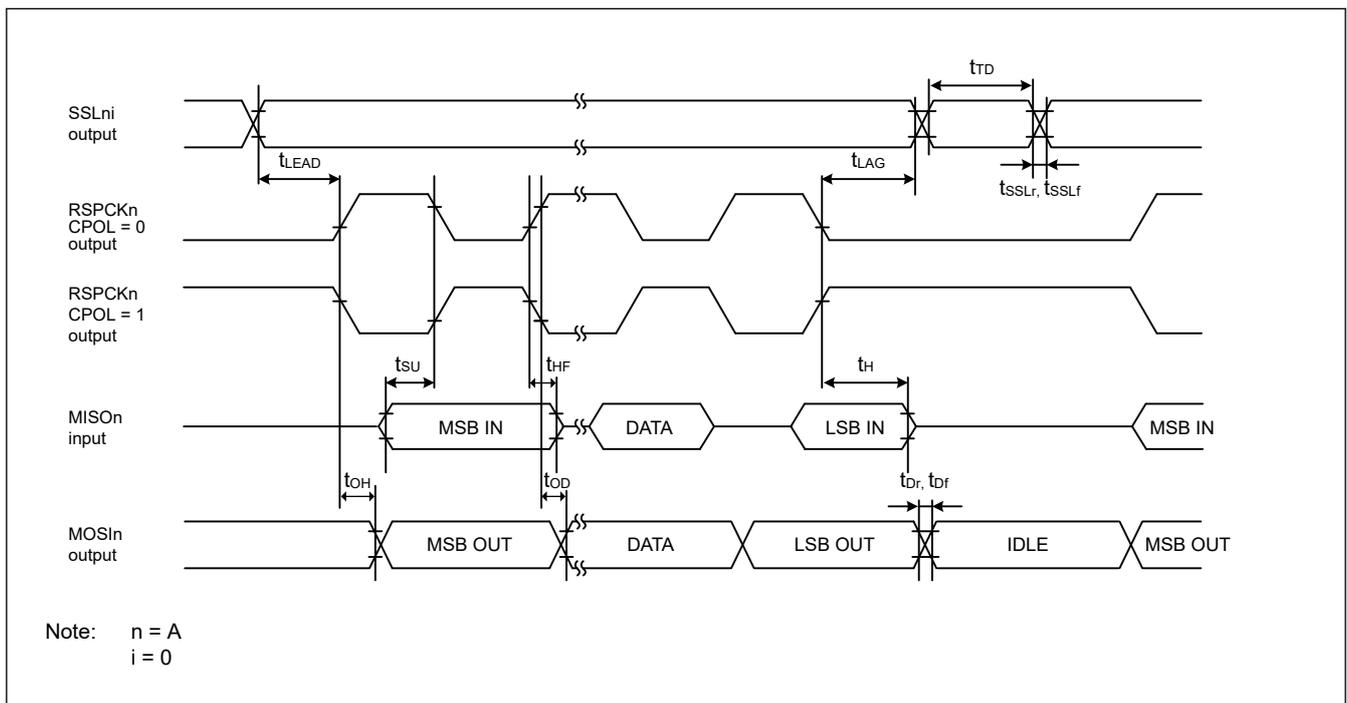 tTD
SSLni
output
tLEAD
tLAG
tSSLr, tSSLf
RSPCKn
CPOL = 0
output
RSPCKn
CPOL = 1
output
tSU
tHF
tH
MISOn
input
MSB IN
DATA
LSB IN
MSB IN
tOH
tOD
tDr, tDf
MOSIn
output
MSB OUT
DATA
LSB OUT
IDLE
MSB OUT
Note: n = A
i = 0